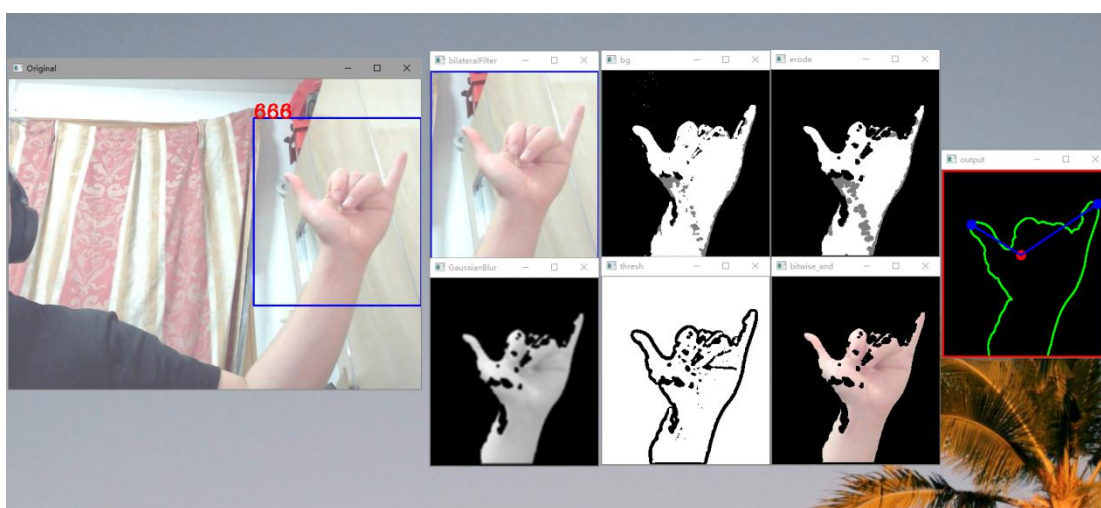 Original
666
bilateralFilter
bg
erode
output
GaussianBlur
thresh
bitwise_and